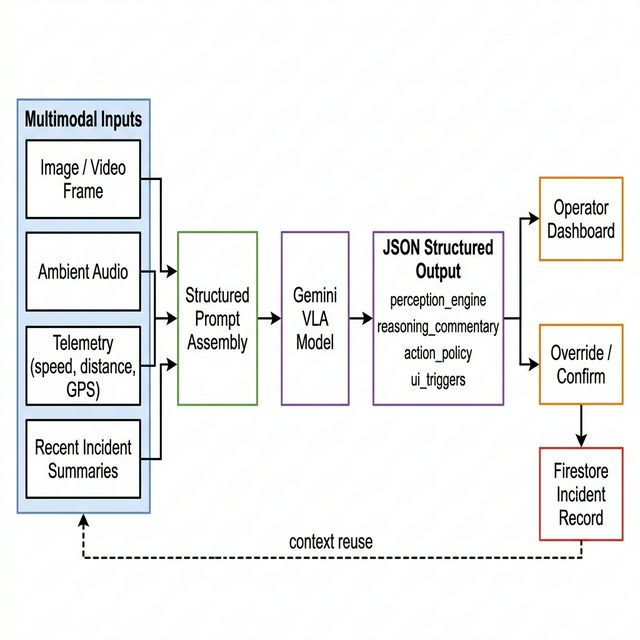 Multimodal Inputs
Image / Video
Frame
Ambient Audio
Telemetry
(speed, distance,
GPS)
Recent Incident
Summaries
Structured
Prompt
Assembly
Gemini
VLA
Model
JSON Structured
Output
perception_engine
reasoning_commentary
action_policy
ui_triggers
Operator
Dashboard
Override /
Confirm
Firestore
Incident
Record
context reuse